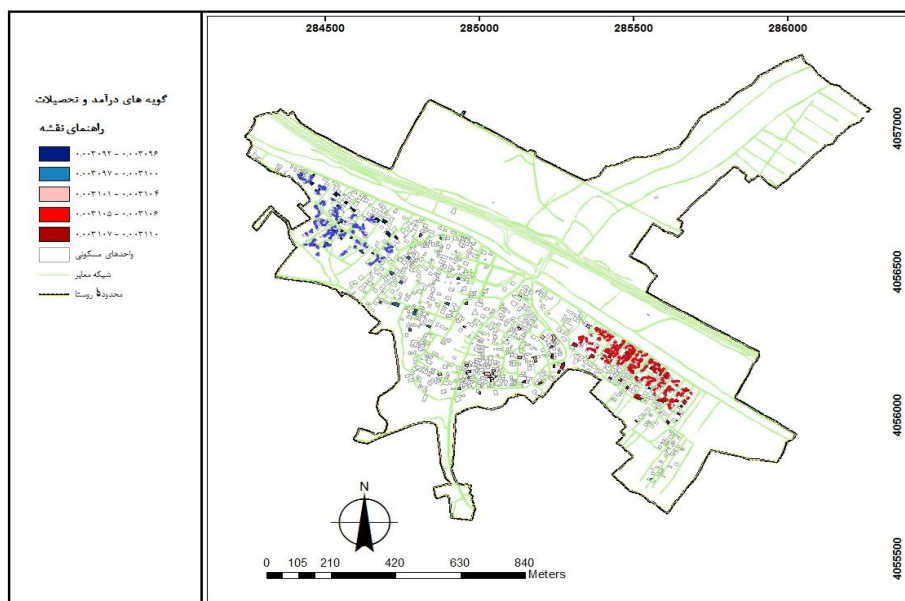 284500 285000 285500 286000
گویه های درآمد و تحصیلات
راهنمای نقشه
۰.۰۰۳۰۹۲ - ۰.۰۰۳۰۹۶
۰.۰۰۳۰۹۷ - ۰.۰۰۳۱۰۰
۰.۰۰۳۱۰۱ - ۰.۰۰۳۱۰۴
۰.۰۰۳۱۰۵ - ۰.۰۰۳۱۰۶
۰.۰۰۳۱۰۷ - ۰.۰۰۳۱۱۰
واحدهای مسکونی
شبکه معابر
محدوده روستا
4057000
4056500
4056000
4055500
N
0 105 210 420 630 840
Meters